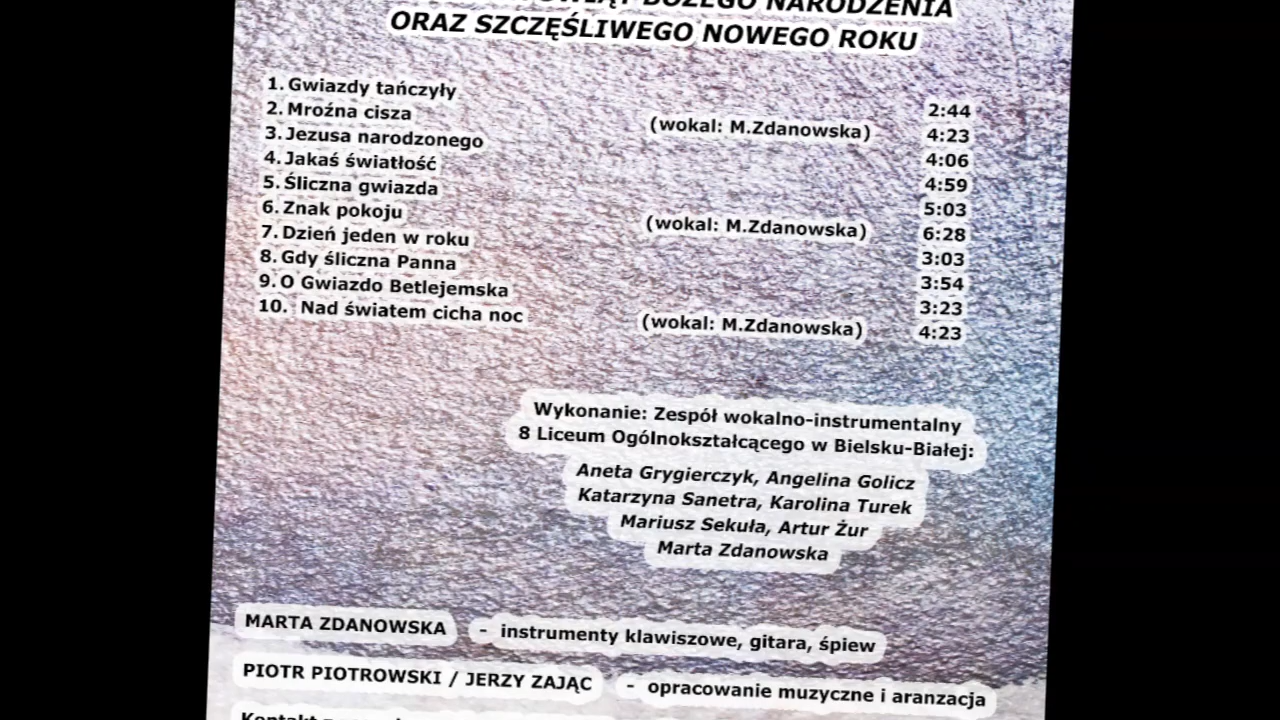 BOŻEGO NARODZENIA
ORAZ SZCZĘŚLIWEGO NOWEGO ROKU
1. Gwiazdy tańczyły 2:44
2. Mroźna cisza (wokal: M.Zdanowska) 4:23
3. Jezusa narodzonego 4:06
4. Jakaś światłość 4:59
5. Śliczna gwiazda 5:03
6. Znak pokoju (wokal: M.Zdanowska) 6:28
7. Dzień jeden w roku 3:03
8. Gdy śliczna Panna 3:54
9. O Gwiazdo Betlejemska 3:23
10. Nad światem cicha noc (wokal: M.Zdanowska) 4:23
Wykonanie: Zespół wokalno-instrumentalny
8 Liceum Ogólnokształcącego w Bielsku-Białej:
Aneta Grygierczyk, Angelina Golicz
Katarzyna Sanetra, Karolina Turek
Mariusz Sekuła, Artur Żur
Marta Zdanowska
MARTA ZDANOWSKA - instrumenty klawiszowe, gitara, śpiew
PIOTR PIOTROWSKI / JERZY ZAJĄC - opracowanie muzyczne i aranzacja
Kontakt z